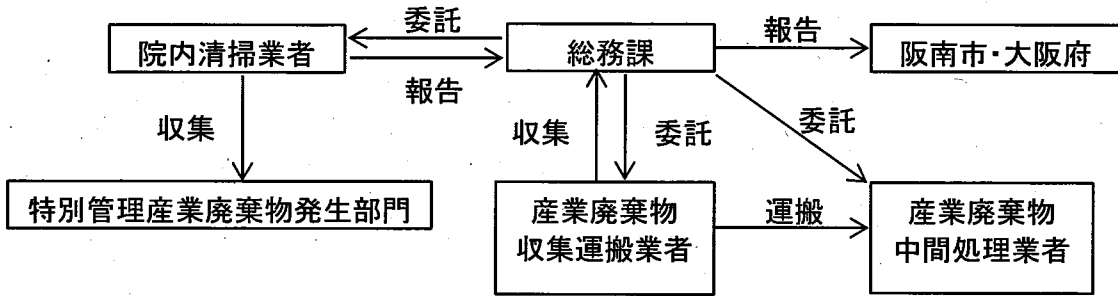 委託
院内清掃業者
総務課
報告
阪南市・大阪府
報告
収集
収集
委託
委託
特別管理産業廃棄物発生部門
産業廃棄物
収集運搬業者
運搬
産業廃棄物
中間処理業者